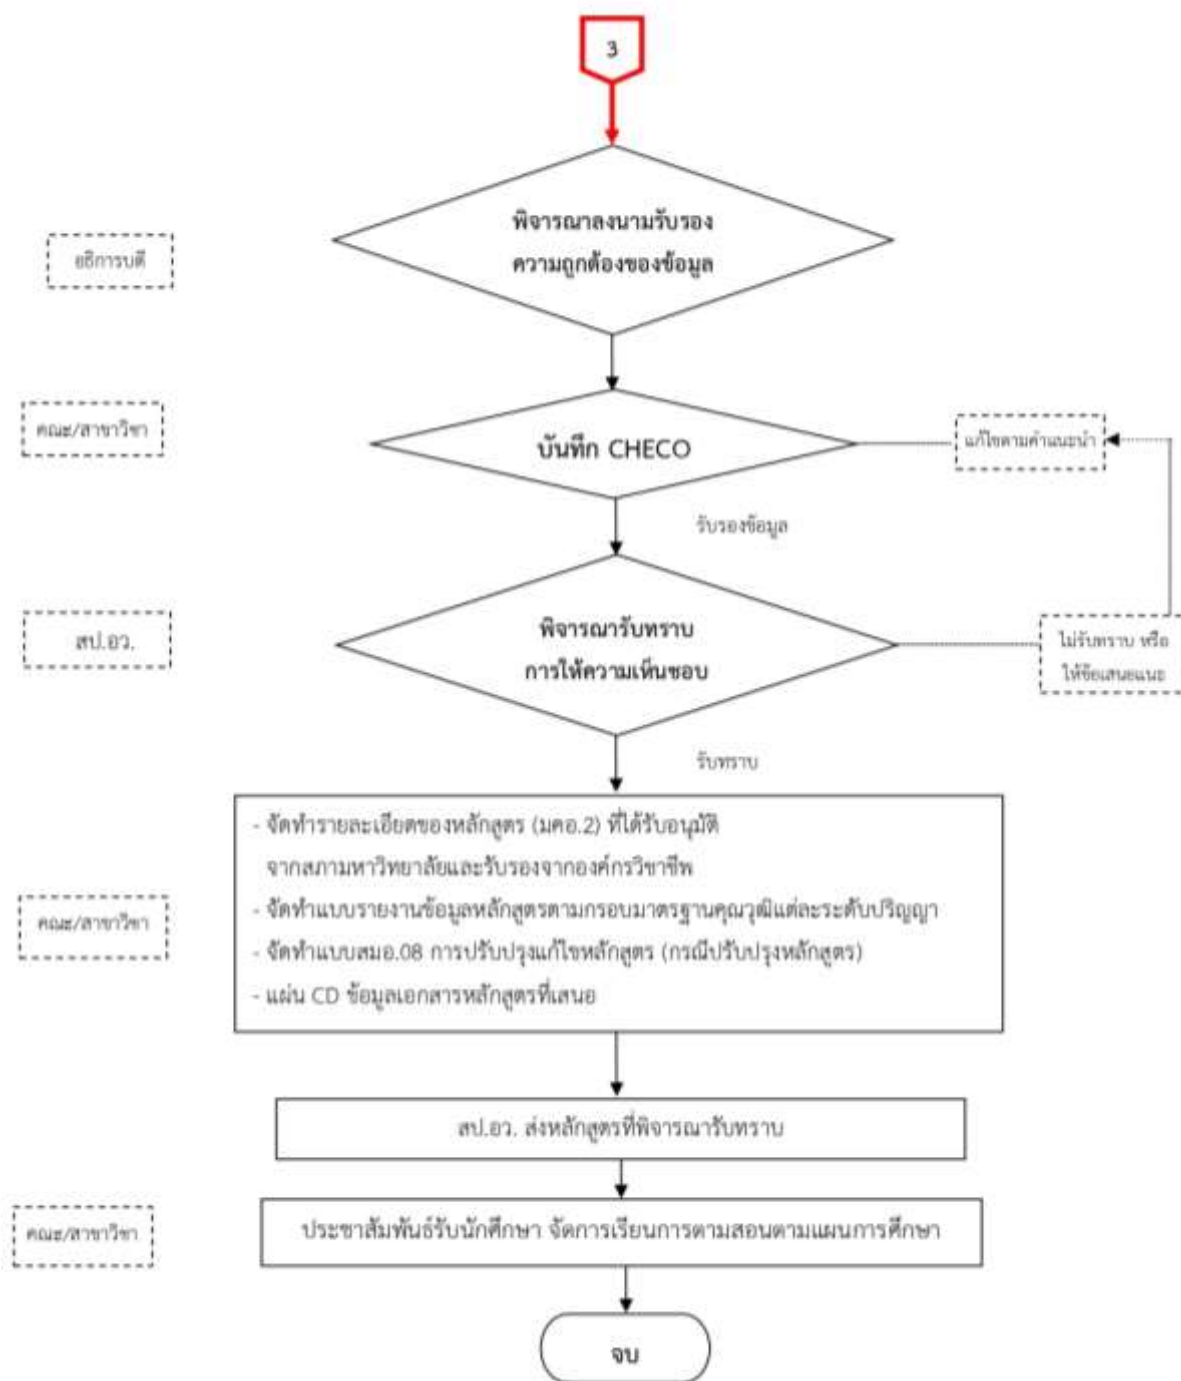 3
พิจารณาลงนามรับรอง
ความถูกต้องของข้อมูล
อธิการบดี
คณะ/สาขาวิชา
บันทึก CHECO
แก้ไขตามคำแนะนำ
รับรองข้อมูล
สป.อว.
พิจารณารับทราบ
การให้ความเห็นชอบ
ไม่รับทราบ หรือ
ให้ข้อเสนอแนะ
รับทราบ
- จัดทำรายละเอียดของหลักสูตร (มคอ.2) ที่ได้รับอนุมัติ
จากสภามหาวิทยาลัยและรับรองจากองค์กรวิชาชีพ
- จัดทำแบบรายงานข้อมูลหลักสูตรตามกรอบมาตรฐานคุณวุฒิแต่ละระดับปริญญา
- จัดทำแบบสมอ.08 การปรับปรุงแก้ไขหลักสูตร (กรณีปรับปรุงหลักสูตร)
- แผ่น CD ข้อมูลเอกสารหลักสูตรที่เสนอ
คณะ/สาขาวิชา
สป.อว. ส่งหลักสูตรที่พิจารณารับทราบ
คณะ/สาขาวิชา
ประชาสัมพันธ์รับนักศึกษา จัดการเรียนการตามสอนตามแผนการศึกษา
จบ